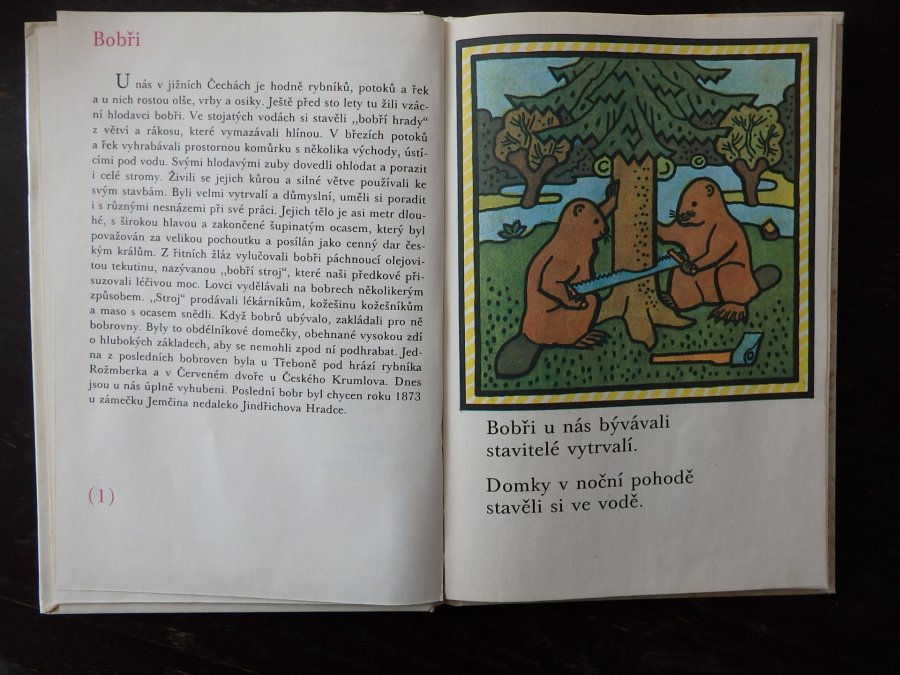 Bobři
U nás v jižních Čechách je hodně rybníků, potoků a řek
a u nich rostou olše, vrby a osiky. Ještě před sto lety tu žili vzác-
ní hlodavci bobři. Ve stojatých vodách si stavěli „bobří hrady“
z větví a rákosu, které vymazávali hlínou. V březích potoků
a řek vyhrabávali prostornou komůrku s několika východy, ústí-
cími pod vodu. Svými hlodavými zuby dovedli ohlodat a porazit
i celé stromy. Živili se jejich kůrou a silné větve používali ke
svým stavbám. Byli velmi vytrvalí a důmyslní, uměli si poradit
i s různými nesnázemi při své práci. Jejich tělo je asi metr dlou-
hé, s širokou hlavou a zakončené šupinatým ocasem, který byl
považován za velikou pochoutku a posílán jako cenný dar čes-
kým králům. Z řitních žláz vylučovali bobři páchnoucí olejovi-
tou tekutinu, nazývanou „bobří stroj“, které naši předkové při-
suzovali léčivou moc. Lovci vydělávali na bobrech několikerým
způsobem. „Stroj“ prodávali lékárníkům, kožešinu kožešníkům
a maso s ocasem snědli. Když bobrů ubývalo, zakládali pro ně
bobrovny. Byly to obdélníkové domečky, obehnané vysokou zdí
o hlubokých základech, aby se nemohli zpod ní podhrabat. Jed-
na z posledních bobroven byla u Třeboně pod hrází rybníka
Rožmberka a v Červeném dvoře u Českého Krumlova. Dnes
jsou u nás úplně vyhubeni. Poslední bobr byl chycen roku 1873
u zámečku Jemčina nedaleko Jindřichova Hradce.
(1)
Bobři u nás bývávali
stavitelé vytrvalí.
Domky v noční pohodě
stavěli si ve vodě.